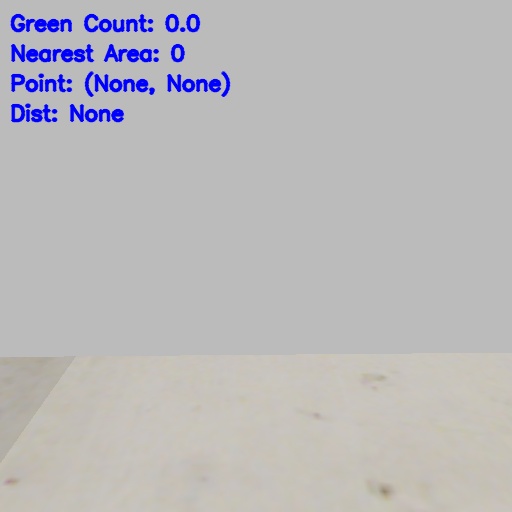 Green Count: 0.0
Nearest Area: 0
Point: (None, None)
Dist: None